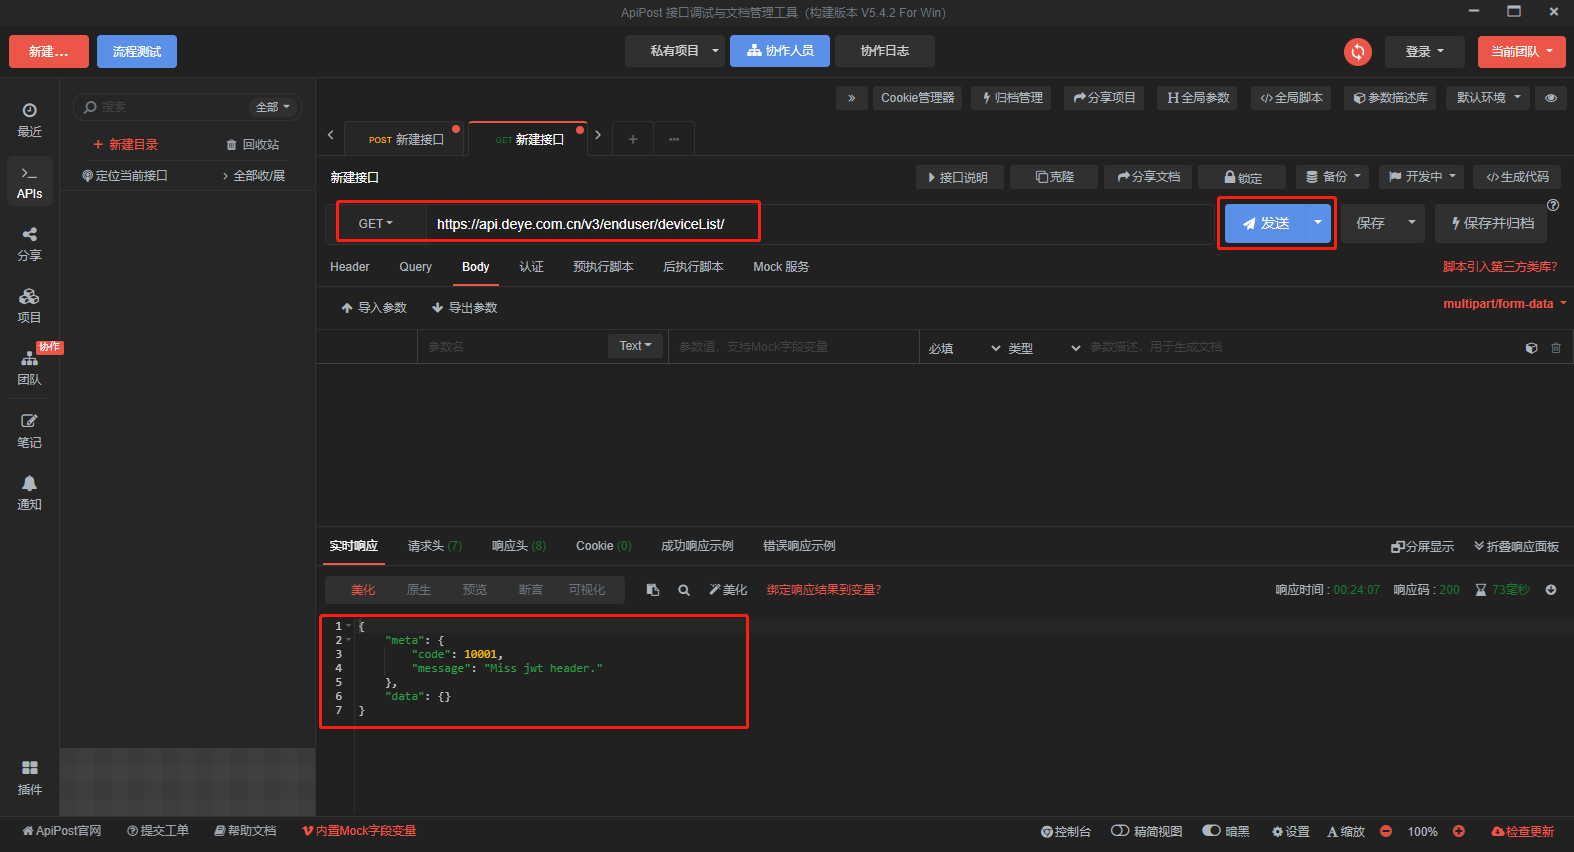 ApiPost 接口调试与文档管理工具（构建版本 V5.4.2 For Win）
新建...
流程测试
私有项目
协作人员
协作日志
登录
当前团队
搜索
全部
+ 新建目录
回收站
定位当前接口
全部收/展
最近
APIs
分享
项目
协作
团队
笔记
通知
插件
»
Cookie管理器
归档管理
分享项目
全局参数
全局脚本
参数描述库
默认环境
POST 新建接口
GET 新建接口
+
...
新建接口
接口说明
克隆
分享文档
锁定
备份
开发中
生成代码
GET
https://api.deye.com.cn/v3/enduser/deviceList/
发送
保存
保存并归档
Header
Query
Body
认证
预执行脚本
后执行脚本
Mock 服务
脚本引入第三方类库?
导入参数
导出参数
multipart/form-data
参数名
Text
参数值，支持Mock字段变量
必填
类型
参数描述，用于生成文档
实时响应
请求头 (7)
响应头 (8)
Cookie (0)
成功响应示例
错误响应示例
分屏显示
折叠响应面板
美化
原生
预览
断言
可视化
美化
绑定响应结果到变量?
响应时间 : 00:24:07
响应码 : 200
73毫秒
1 {
2 "meta": {
3 "code": 10001,
4 "message": "Miss jwt header."
5 },
6 "data": {}
7 }
ApiPost官网
提交工单
帮助文档
内置Mock字段变量
控制台
精简视图
暗黑
设置
A 缩放
100%
检查更新